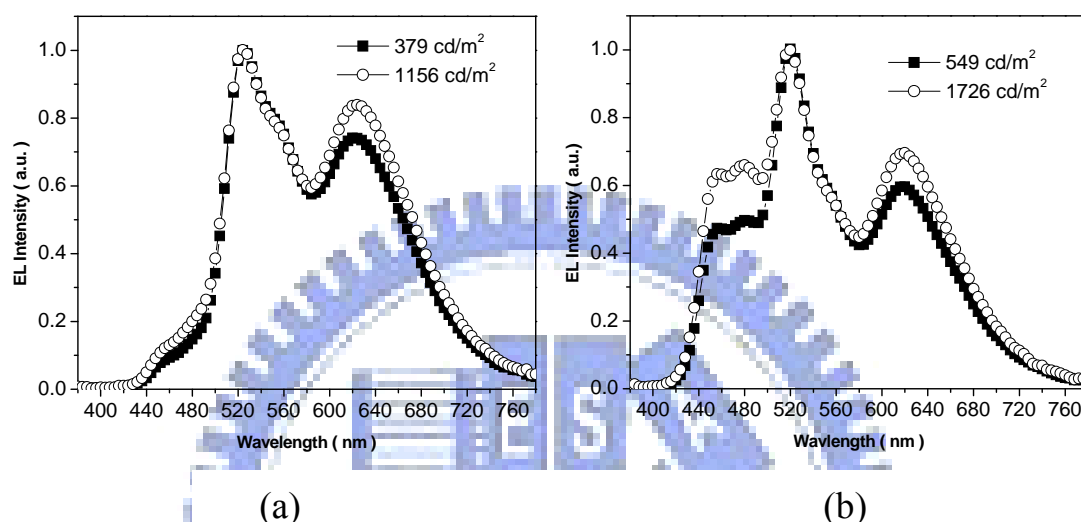 379 cd/m²
1156 cd/m²
EL Intensity ( a.u. )
1.0
0.8
0.6
0.4
0.2
0.0
400 440 480 520 560 600 640 680 720 760
Wavelength ( nm )
(a)
549 cd/m²
1726 cd/m²
EL Intensity ( a.u. )
1.0
0.8
0.6
0.4
0.2
0.0
400 440 480 520 560 600 640 680 720 760
Wavelength ( nm )
(b)